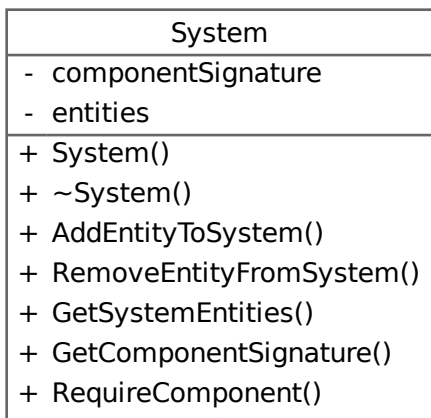 System
- componentSignature
- entities
+ System()
+ ~System()
+ AddEntityToSystem()
+ RemoveEntityFromSystem()
+ GetSystemEntities()
+ GetComponentSignature()
+ RequireComponent()